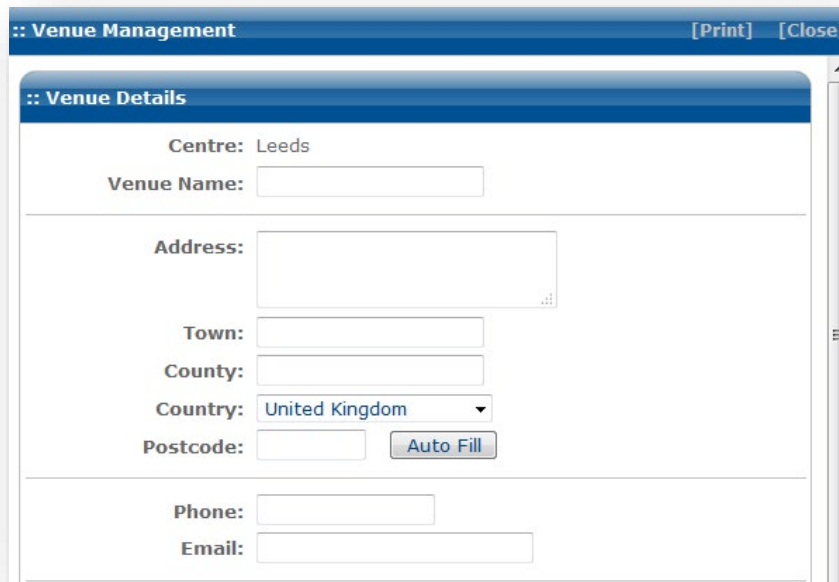 :: Venue Management [Print] [Close
:: Venue Details
Centre: Leeds
Venue Name:
Address:
Town:
County:
Country: United Kingdom
Postcode: Auto Fill
Phone:
Email: